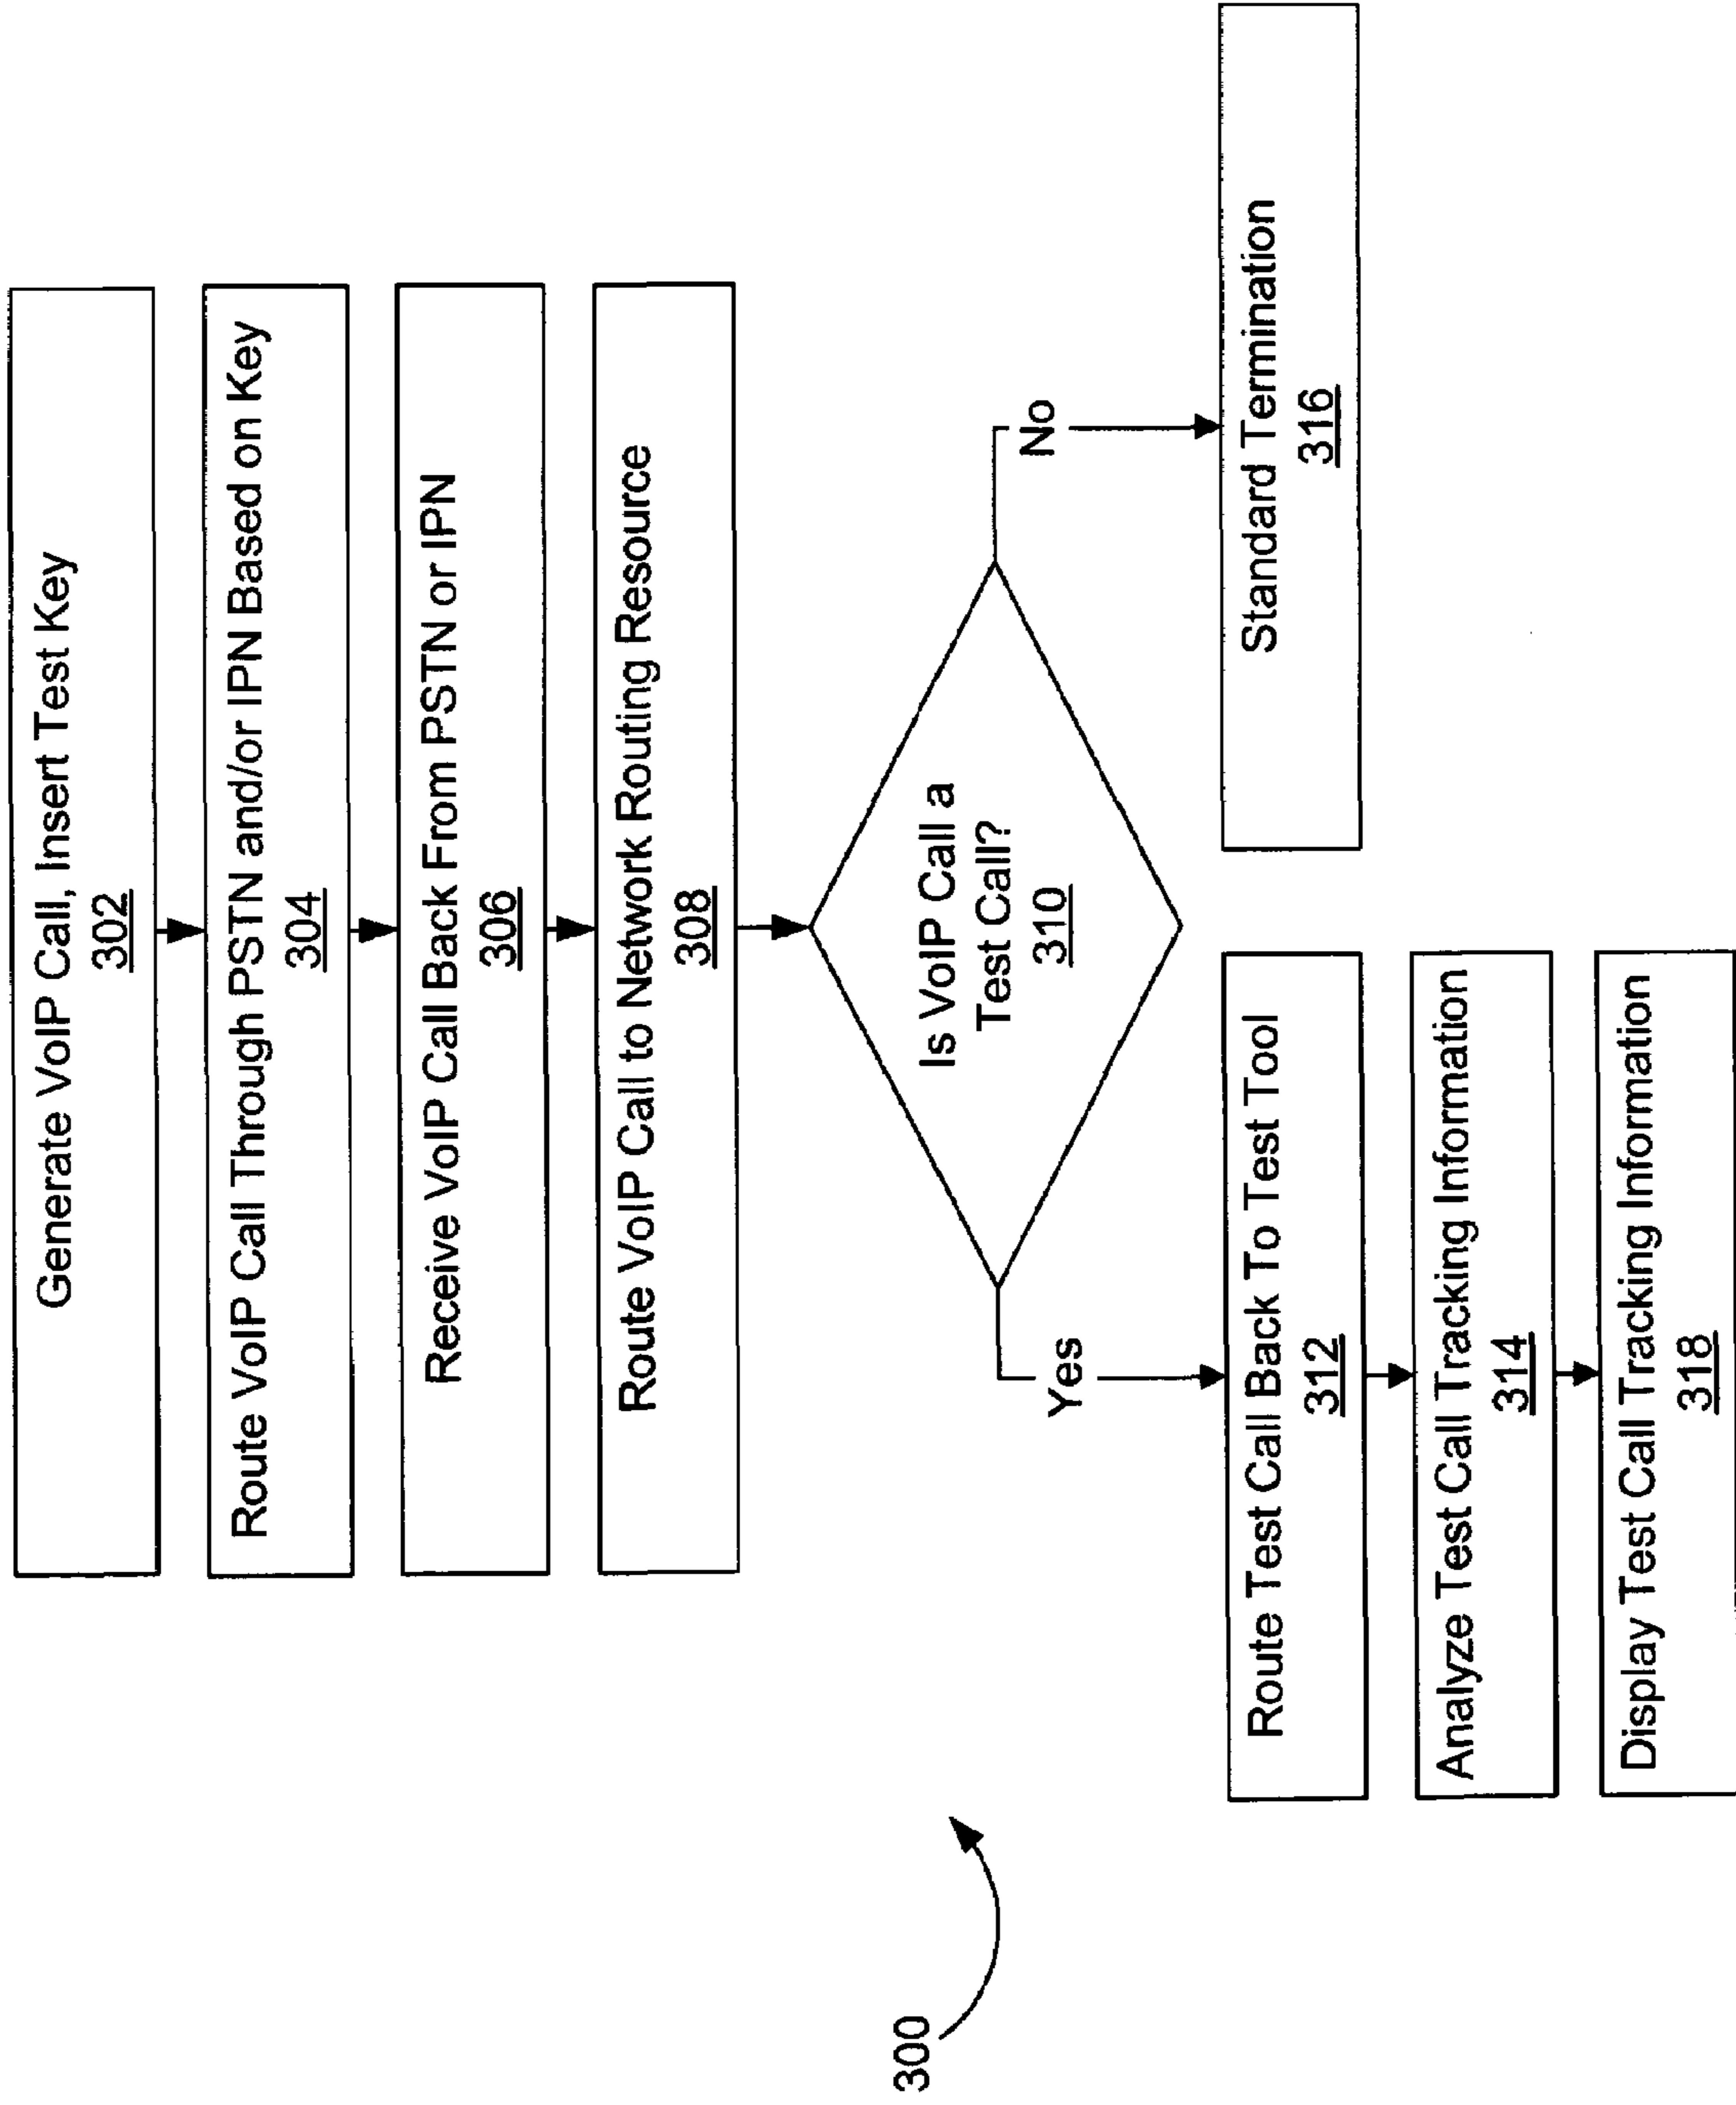 Generate VoIP Call, Insert Test Key
302
Route VoIP Call Through PSTN and/or IPN Based on Key
304
Receive VoIP Call Back From PSTN or IPN
306
Route VoIP Call to Network Routing Resource
308
Is VoIP Call a
Test Call?
310
Yes
No
Route Test Call Back To Test Tool
312
Standard Termination
316
Analyze Test Call Tracking Information
314
Display Test Call Tracking Information
318
300